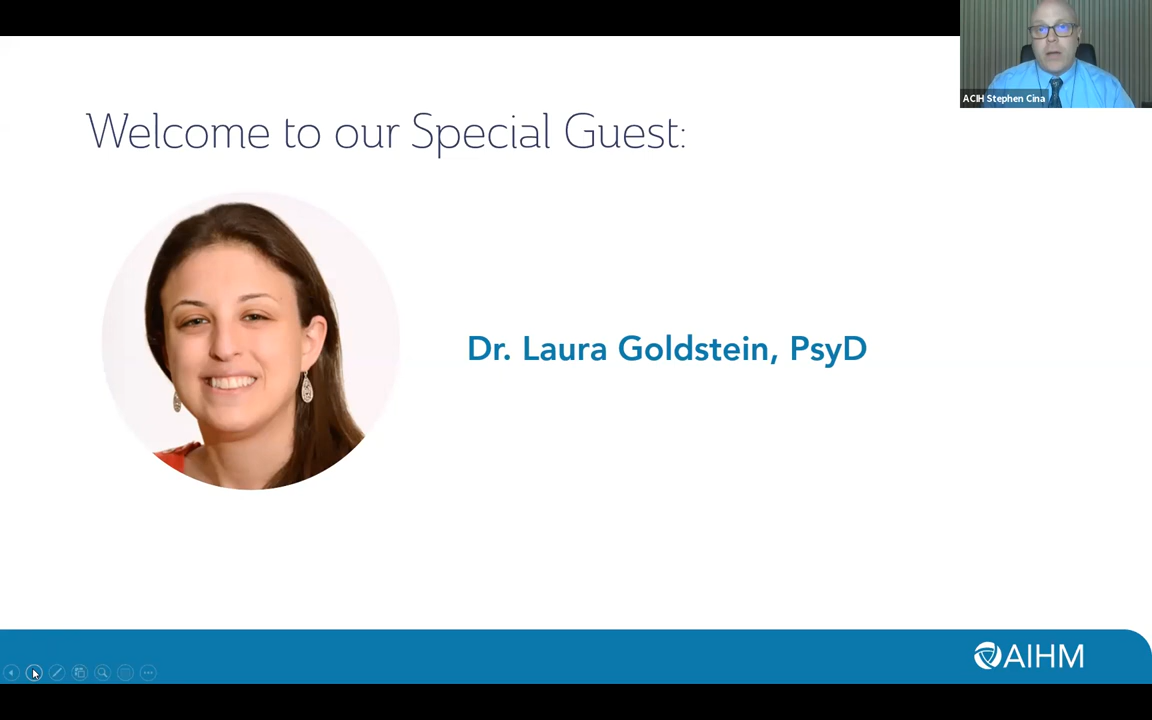 ACIH Stephen Cina
Welcome to our Special Guest:
Dr. Laura Goldstein, PsyD
AIHM